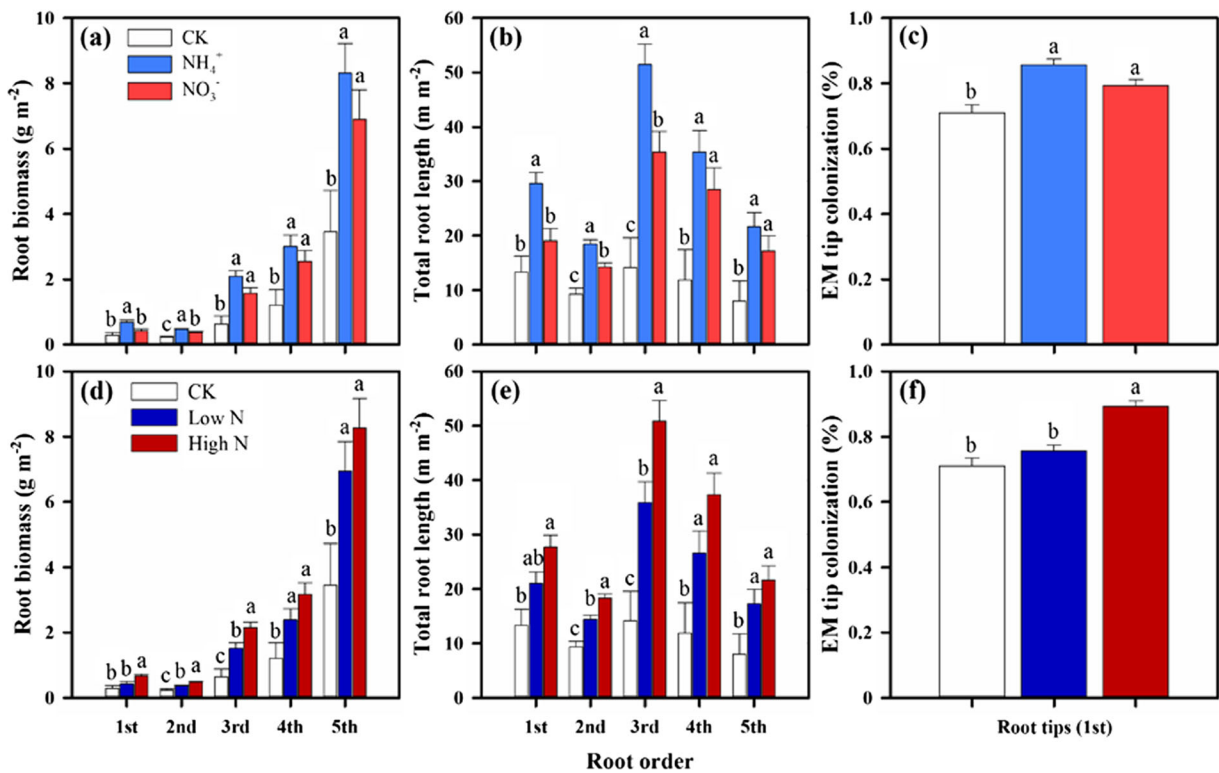 (a)
CK
NH₄⁺
NO₃⁻
Root biomass (g m⁻²)
10
8
6
4
2
0
b a b
c a b
b a a
b a a
b a a
(b)
Total root length (m m⁻²)
60
50
40
30
20
10
0
b a b
c a b
c a b
b a a
b a a
(c)
EM tip colonization (%)
1.0
0.8
0.6
0.4
0.2
0
b a a
(d)
CK
Low N
High N
Root biomass (g m⁻²)
10
8
6
4
2
0
b b a
c b a
c b a
b a a
b a a
1st 2nd 3rd 4th 5th
(e)
Total root length (m m⁻²)
60
50
40
30
20
10
0
b ab a
c b a
c b a
b a a
b a a
1st 2nd 3rd 4th 5th
Root order
(f)
EM tip colonization (%)
1.0
0.8
0.6
0.4
0.2
0
b b a
Root tips (1st)